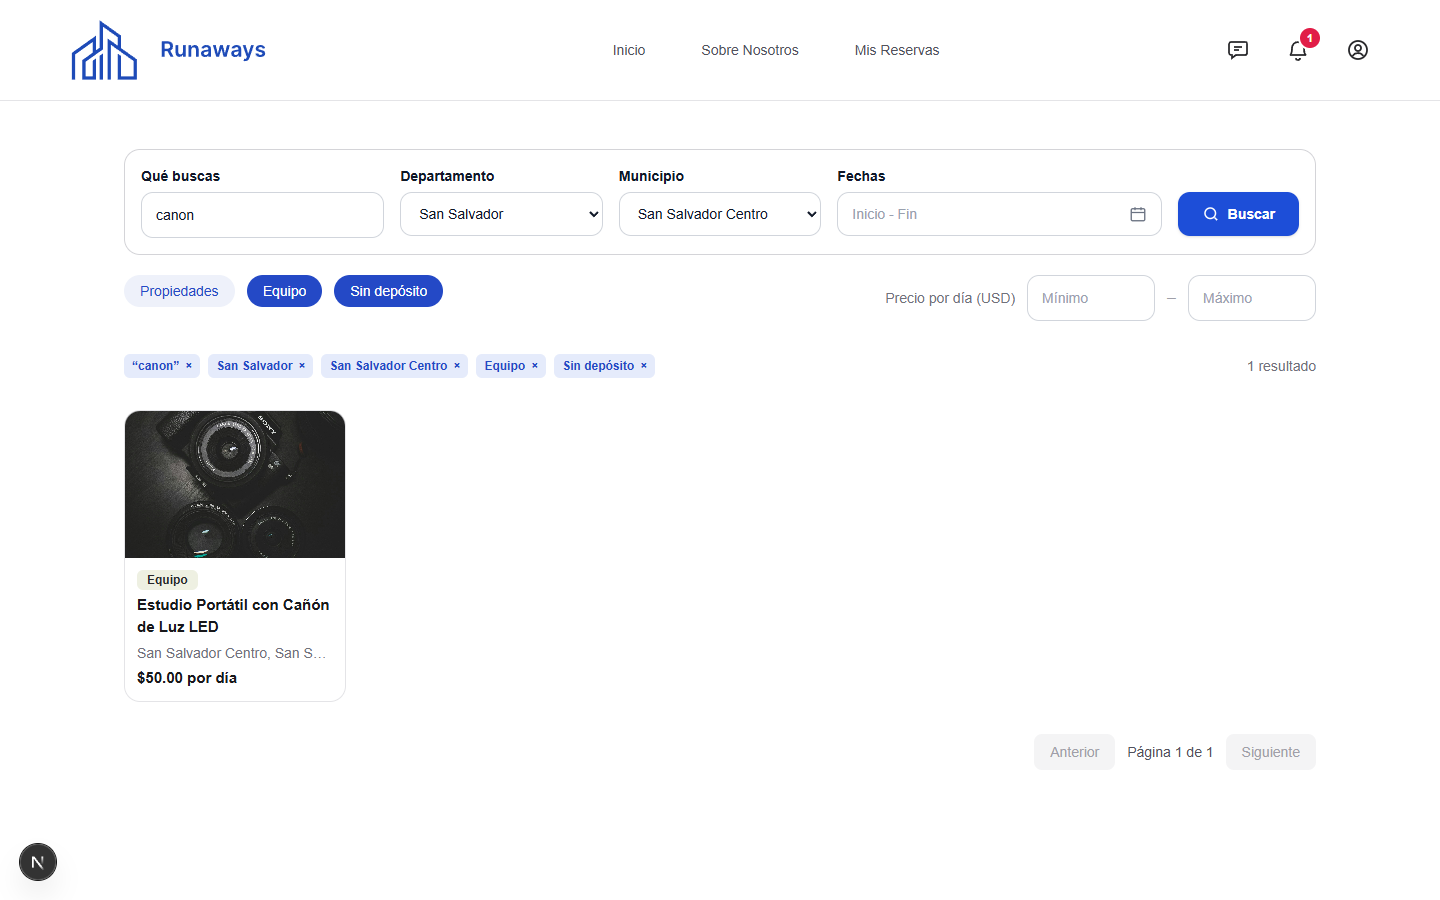 Runaways
Inicio
Sobre Nosotros
Mis Reservas
1
Qué buscas
Departamento
Municipio
Fechas
canon
San Salvador
San Salvador Centro
Inicio - Fin
Buscar
Propiedades
Equipo
Sin depósito
Precio por día (USD)
Mínimo
–
Máximo
“canon” ×
San Salvador ×
San Salvador Centro ×
Equipo ×
Sin depósito ×
1 resultado
SONY
Equipo
Estudio Portátil con Cañón
de Luz LED
San Salvador Centro, San S...
$50.00 por día
Anterior
Página 1 de 1
Siguiente
N